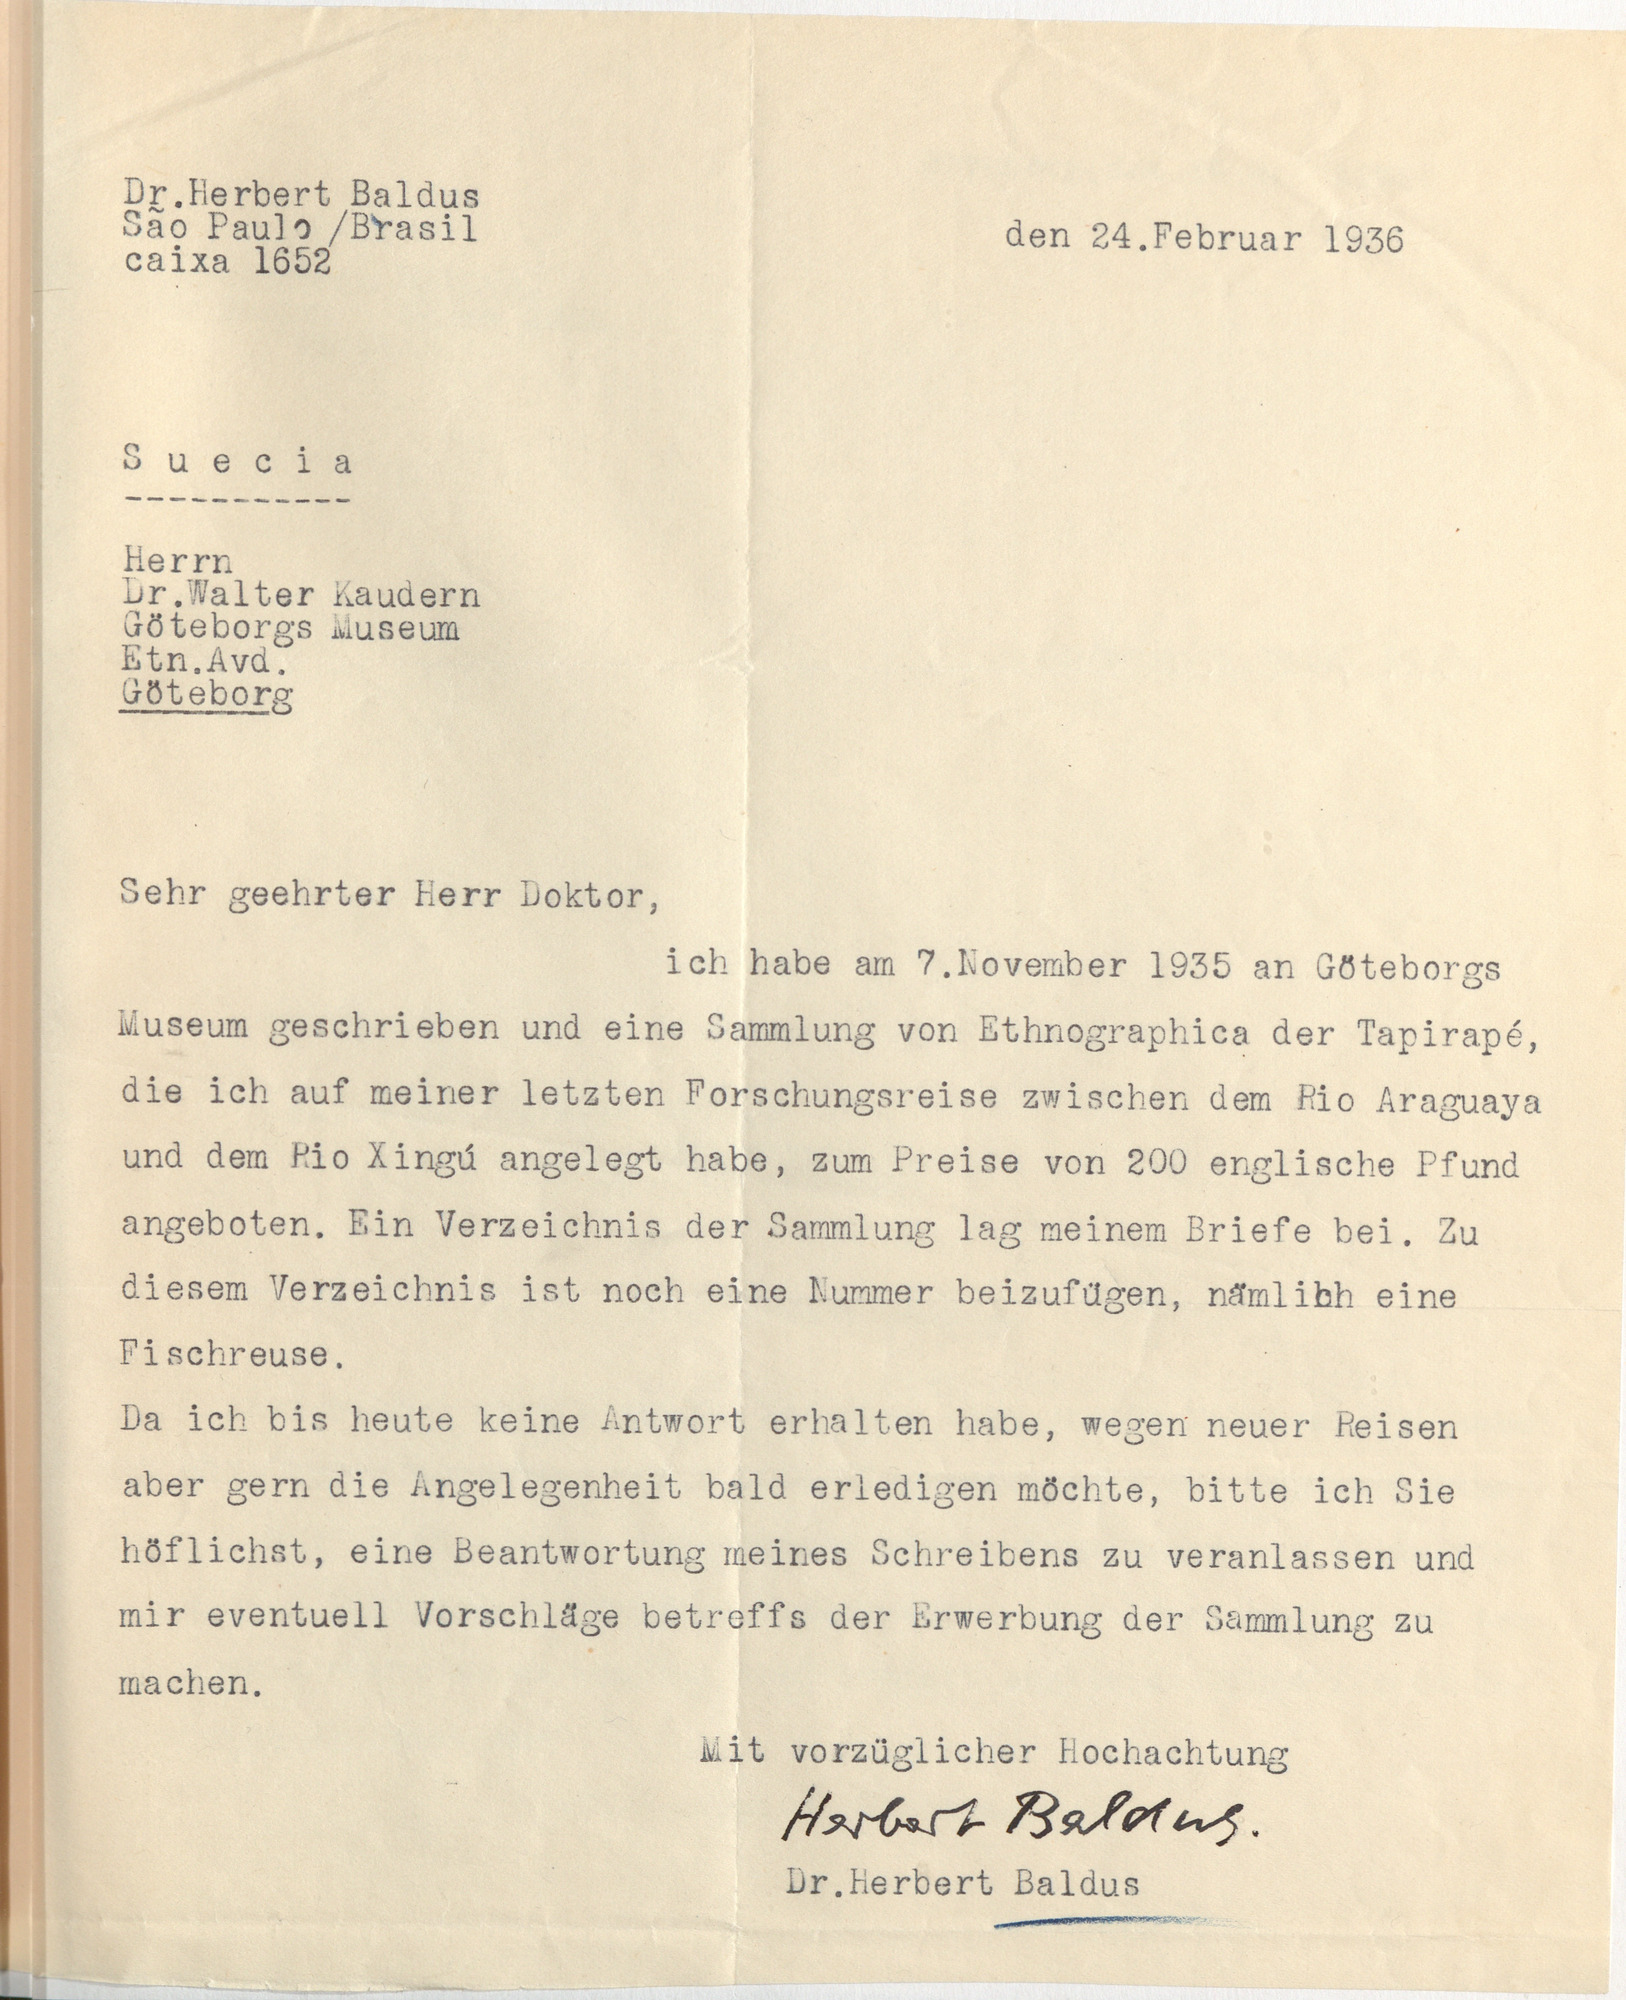 Dr.Herbert Baldus
São Paulo /Brasil
caixa 1652
den 24.Februar 1936
S u e c i a
-----------
Herrn
Dr.Walter Kaudern
Göteborgs Museum
Etn.Avd.
Göteborg
Sehr geehrter Herr Doktor,
ich habe am 7.November 1935 an Göteborgs
Museum geschrieben und eine Sammlung von Ethnographica der Tapirapé,
die ich auf meiner letzten Forschungsreise zwischen dem Rio Araguaya
und dem Rio Xingú angelegt habe, zum Preise von 200 englische Pfund
angeboten. Ein Verzeichnis der Sammlung lag meinem Briefe bei. Zu
diesem Verzeichnis ist noch eine Nummer beizufügen, nämlich eine
Fischreuse.
Da ich bis heute keine Antwort erhalten habe, wegen neuer Reisen
aber gern die Angelegenheit bald erledigen möchte, bitte ich Sie
höflichst, eine Beantwortung meines Schreibens zu veranlassen und
mir eventuell Vorschläge betreffs der Erwerbung der Sammlung zu
machen.
Mit vorzüglicher Hochachtung
Herbert Baldus.
Dr.Herbert Baldus